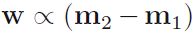 w ∝ (m₂ − m₁)